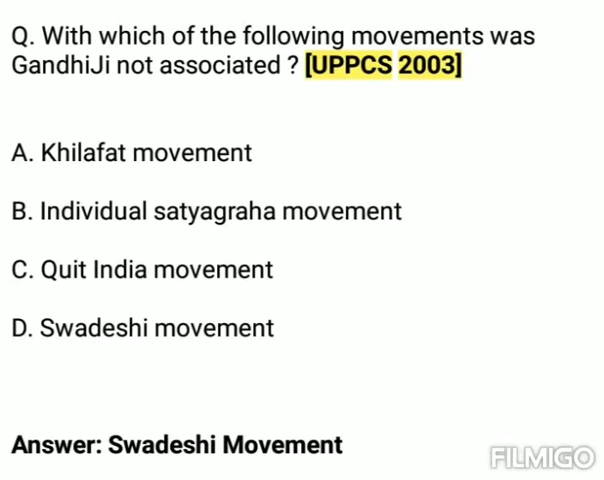 Q. With which of the following movements was
GandhiJi not associated ? [UPPCS 2003]
A. Khilafat movement
B. Individual satyagraha movement
C. Quit India movement
D. Swadeshi movement
Answer: Swadeshi Movement
FILMIGO